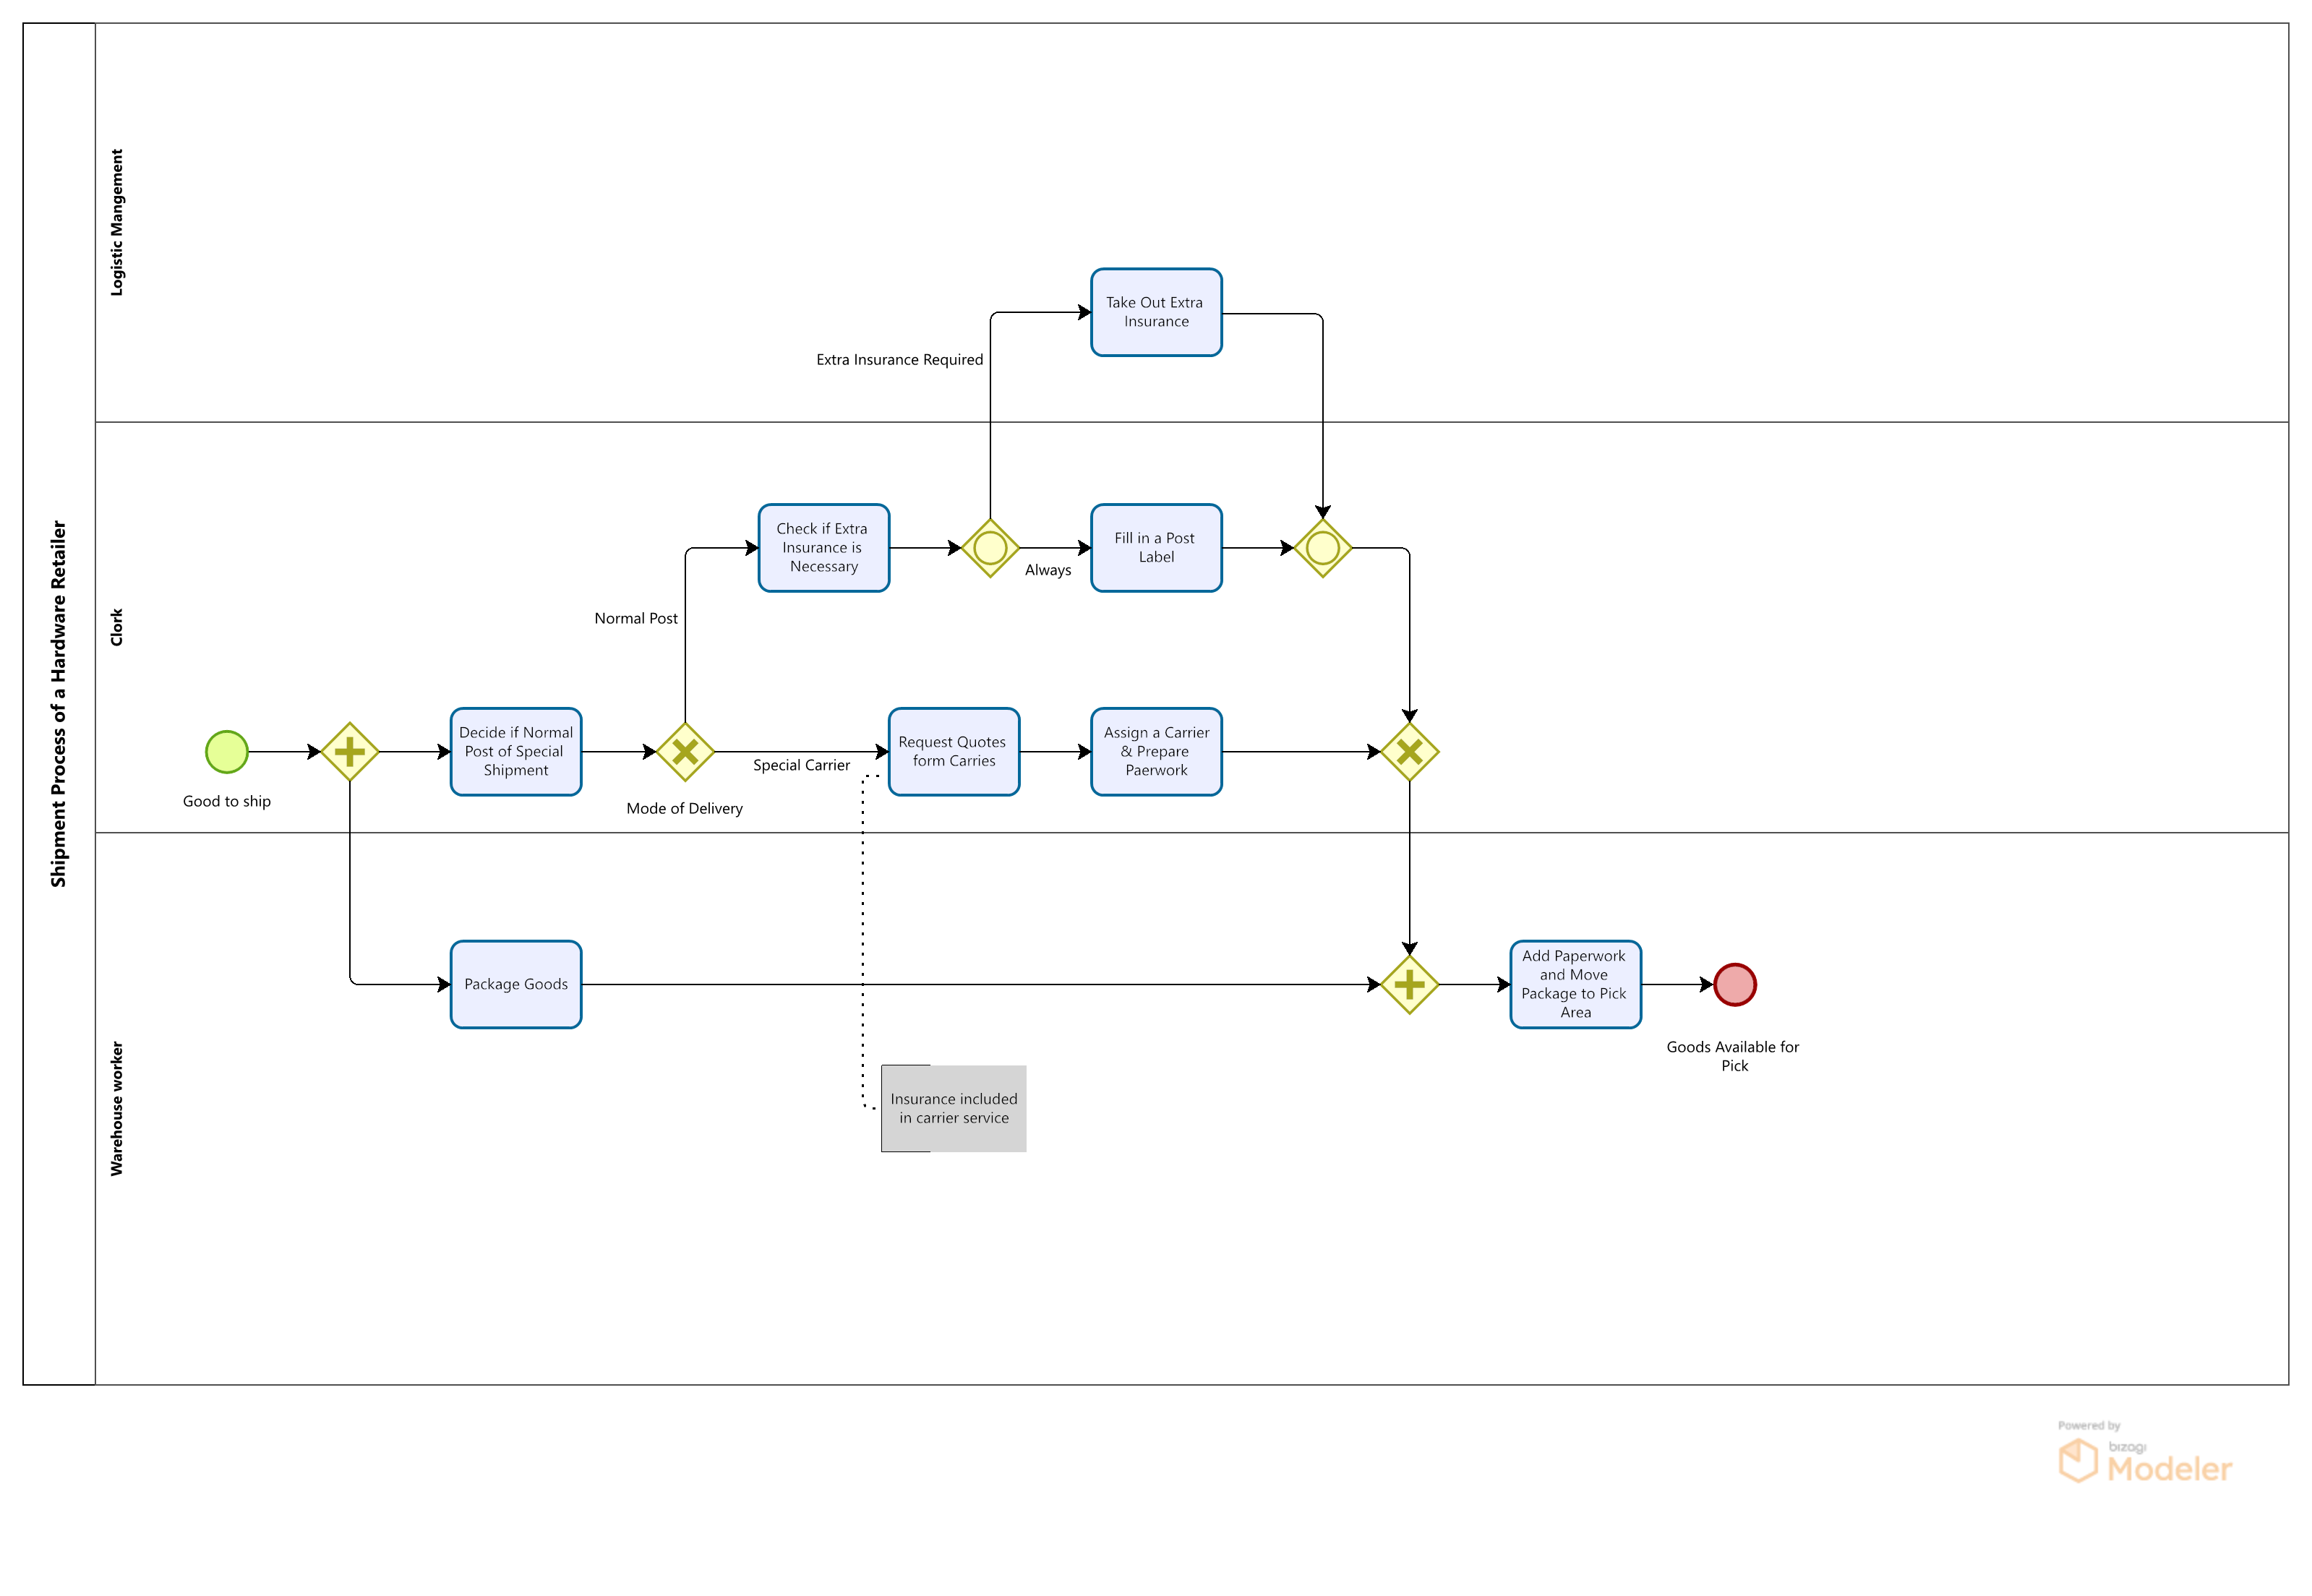 Shipment Process of a Hardware Retailer
Logistic Mangement
Take Out Extra
Insurance
Extra Insurance Required
Clork
Check if Extra
Insurance is
Necessary
Always
Fill in a Post
Label
Normal Post
Good to ship
Decide if Normal
Post of Special
Shipment
Mode of Delivery
Special Carrier
Request Quotes
form Carries
Assign a Carrier
& Prepare
Paerwork
Warehouse worker
Package Goods
Add Paperwork
and Move
Package to Pick
Area
Goods Available for
Pick
Insurance included
in carrier service
Powered by
bizagi
Modeler